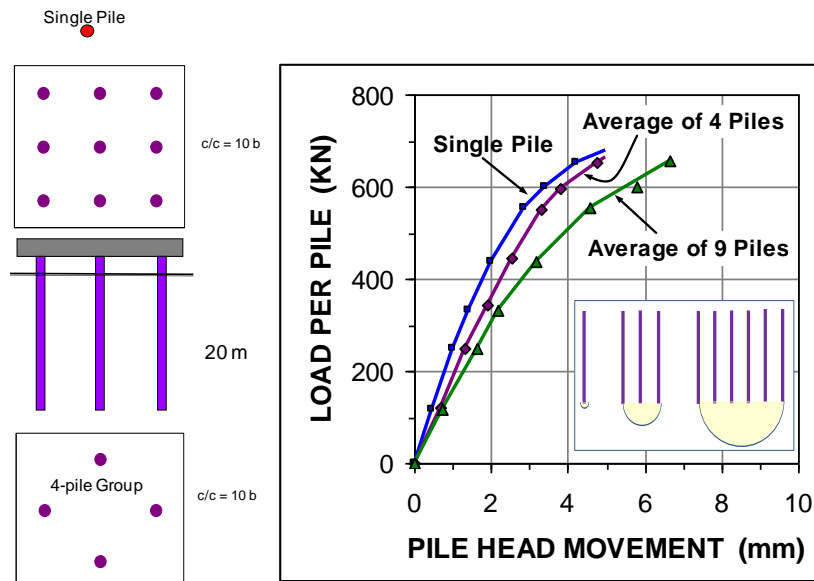 Single Pile
c/c = 10 b
20 m
4-pile Group
c/c = 10 b
LOAD PER PILE (KN)
800
600
400
200
0
Single Pile
Average of 4 Piles
Average of 9 Piles
0 2 4 6 8 10
PILE HEAD MOVEMENT (mm)